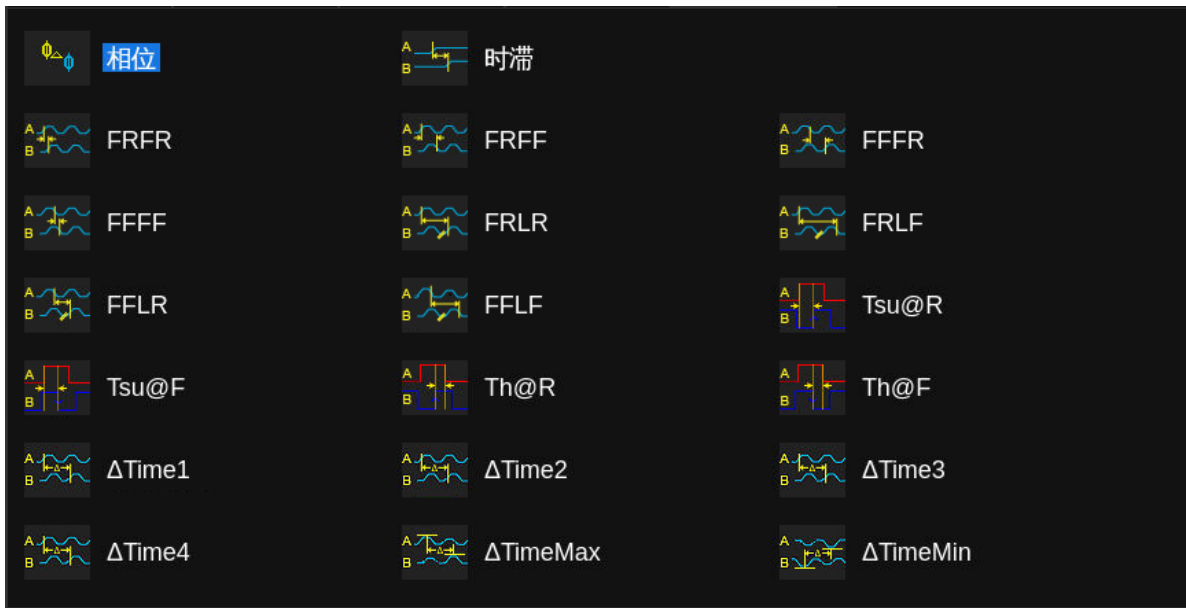 相位 时滞
FRFR FRFF FFFR
FFFF FRLR FRLF
FFLR FFLF Tsu@R
Tsu@F Th@R Th@F
ΔTime1 ΔTime2 ΔTime3
ΔTime4 ΔTimeMax ΔTimeMin